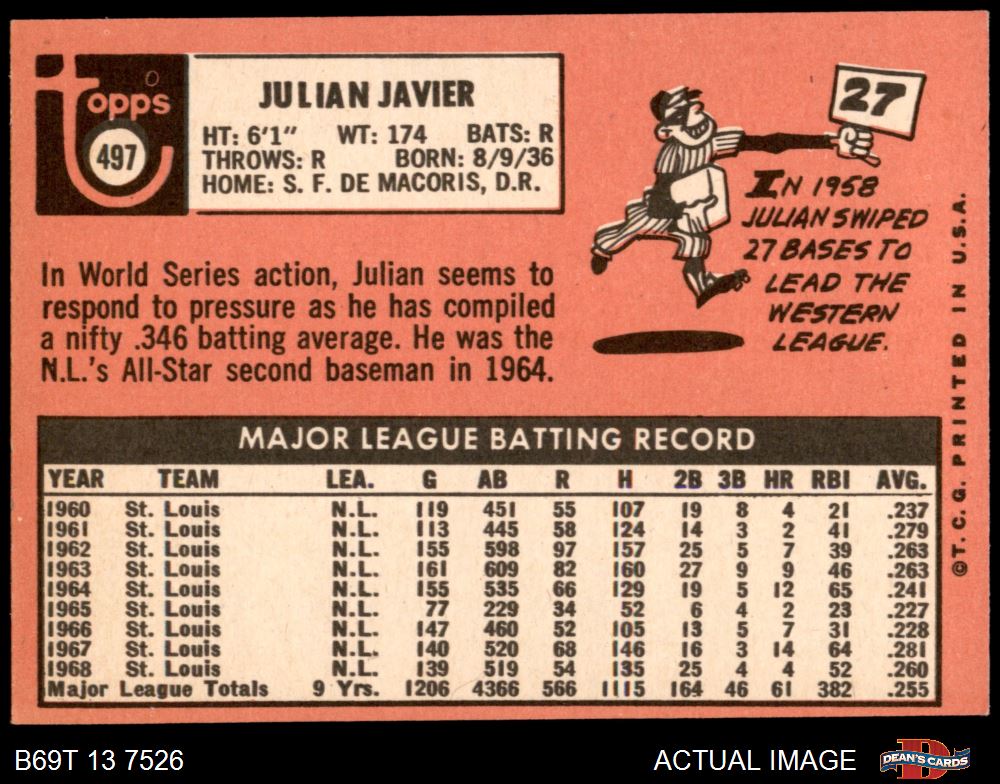 topps
497
JULIAN JAVIER
HT: 6'1" WT: 174 BATS: R
THROWS: R BORN: 8/9/36
HOME: S. F. DE MACORIS, D.R.
27
IN 1958
JULIAN SWIPED
27 BASES TO
LEAD THE
WESTERN
LEAGUE.
In World Series action, Julian seems to
respond to pressure as he has compiled
a nifty .346 batting average. He was the
N.L.'s All-Star second baseman in 1964.
MAJOR LEAGUE BATTING RECORD
YEAR TEAM LEA. G AB R H 2B 3B HR RBI AVG.
1960 St. Louis N.L. 119 451 55 107 19 8 4 21 .237
1961 St. Louis N.L. 113 445 58 124 14 3 2 41 .279
1962 St. Louis N.L. 155 598 97 157 25 5 7 39 .263
1963 St. Louis N.L. 161 609 82 160 27 9 9 46 .263
1964 St. Louis N.L. 155 535 66 129 19 5 12 65 .241
1965 St. Louis N.L. 77 229 34 52 6 4 2 23 .227
1966 St. Louis N.L. 147 460 52 105 13 5 7 31 .228
1967 St. Louis N.L. 140 520 68 146 16 3 14 64 .281
1968 St. Louis N.L. 139 519 54 135 25 4 4 52 .260
Major League Totals 9 Yrs. 1206 4366 566 1115 164 46 61 382 .255
©T. C. G. PRINTED IN U.S.A.
B69T 13 7526
ACTUAL IMAGE
DEAN'S CARDS